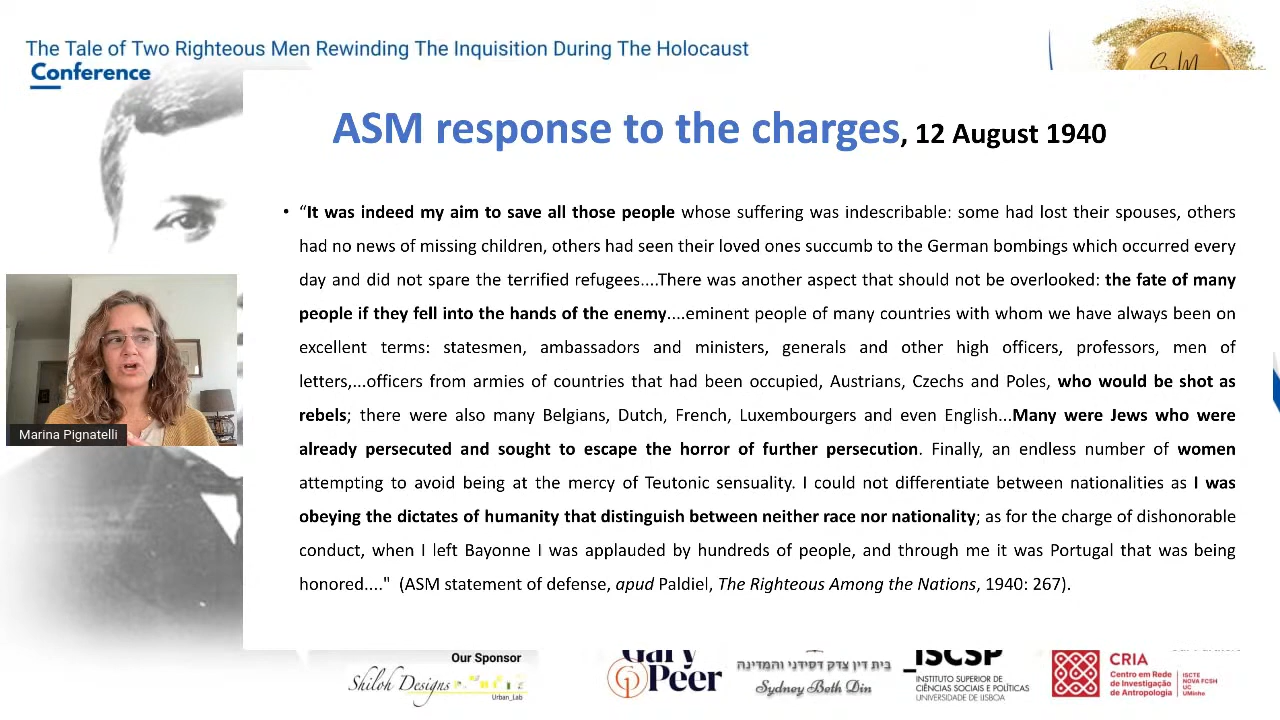 The Tale of Two Righteous Men Rewinding The Inquisition During The Holocaust
Conference
ASM response to the charges, 12 August 1940
• “It was indeed my aim to save all those people whose suffering was indescribable: some had lost their spouses, others
had no news of missing children, others had seen their loved ones succumb to the German bombings which occurred every
day and did not spare the terrified refugees....There was another aspect that should not be overlooked: the fate of many
people if they fell into the hands of the enemy....eminent people of many countries with whom we have always been on
excellent terms: statesmen, ambassadors and ministers, generals and other high officers, professors, men of
letters,...officers from armies of countries that had been occupied, Austrians, Czechs and Poles, who would be shot as
rebels; there were also many Belgians, Dutch, French, Luxembourgers and even English...Many were Jews who were
already persecuted and sought to escape the horror of further persecution. Finally, an endless number of women
attempting to avoid being at the mercy of Teutonic sensuality. I could not differentiate between nationalities as I was
obeying the dictates of humanity that distinguish between neither race nor nationality; as for the charge of dishonorable
conduct, when I left Bayonne I was applauded by hundreds of people, and through me it was Portugal that was being
honored...." (ASM statement of defense, apud Paldiel, The Righteous Among the Nations, 1940: 267).
Marina Pignatelli
Our Sponsor
Shiloh Designs
Urban_Lab
Gary
Peer
בית דין צדק דסידני והמדינה
Sydney Beth Din
ISCSP
INSTITUTO SUPERIOR DE
CIÊNCIAS SOCIAIS E POLÍTICAS
UNIVERSIDADE DE LISBOA
CRIA
Centro em Rede
de Investigação
de Antropologia
ISCTE
NOVA FCSH
UC
UMinho